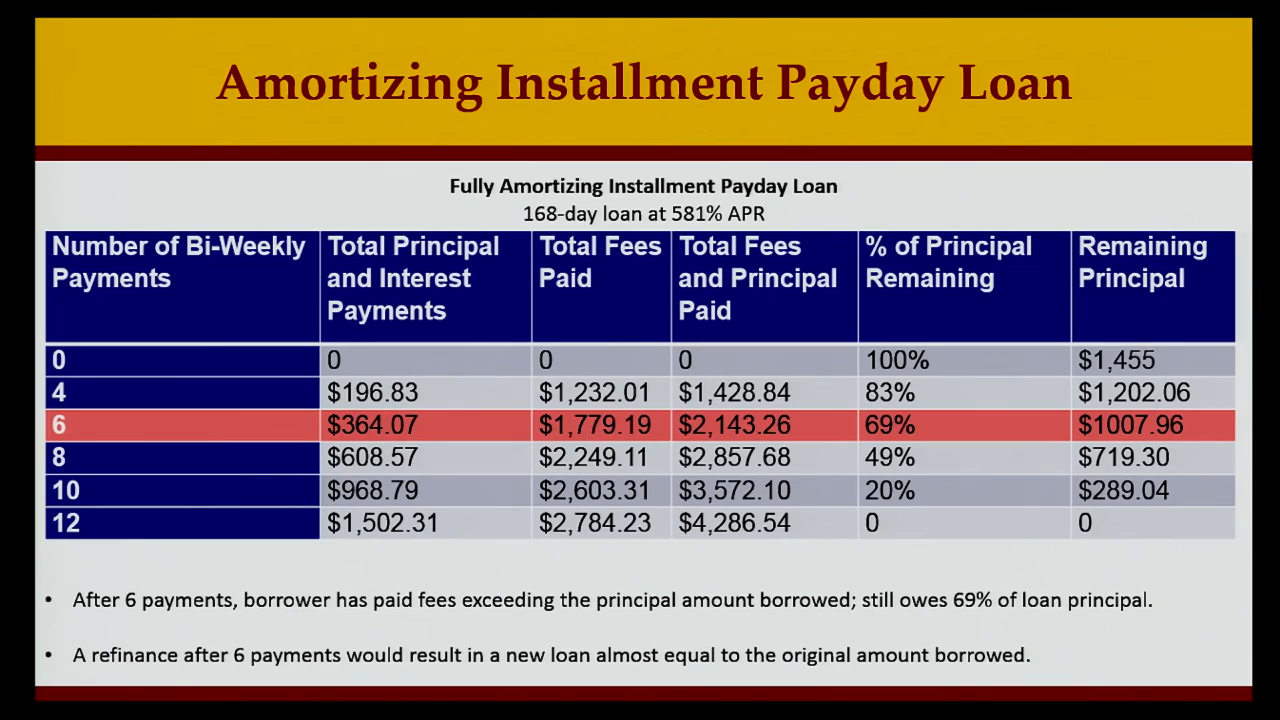 Amortizing Installment Payday Loan
Fully Amortizing Installment Payday Loan
168-day loan at 581% APR
Number of Bi-Weekly Payments | Total Principal and Interest Payments | Total Fees Paid | Total Fees and Principal Paid | % of Principal Remaining | Remaining Principal
0 | 0 | 0 | 0 | 100% | $1,455
4 | $196.83 | $1,232.01 | $1,428.84 | 83% | $1,202.06
6 | $364.07 | $1,779.19 | $2,143.26 | 69% | $1007.96
8 | $608.57 | $2,249.11 | $2,857.68 | 49% | $719.30
10 | $968.79 | $2,603.31 | $3,572.10 | 20% | $289.04
12 | $1,502.31 | $2,784.23 | $4,286.54 | 0 | 0
• After 6 payments, borrower has paid fees exceeding the principal amount borrowed; still owes 69% of loan principal.
• A refinance after 6 payments would result in a new loan almost equal to the original amount borrowed.